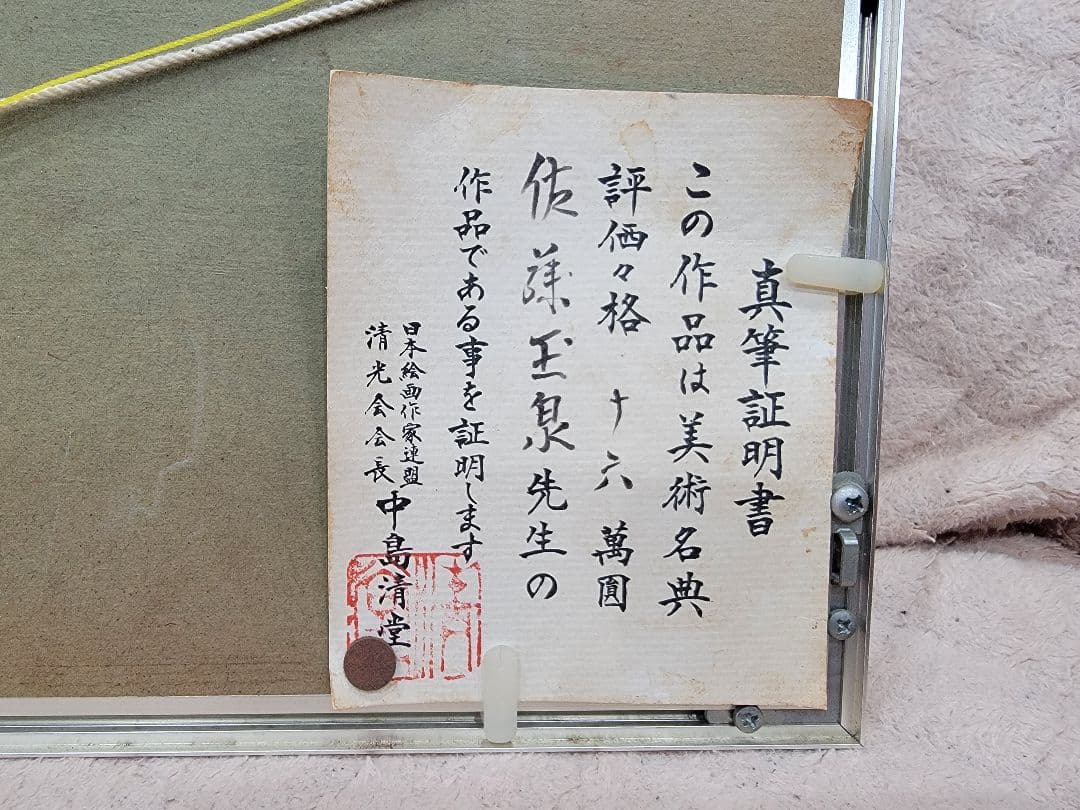 真筆証明書
この作品は美術名典
評価々格 十六萬圓
佐藤玉泉先生の
作品である事を証明します
日本絵画作家連盟
清光会会長 中島清堂